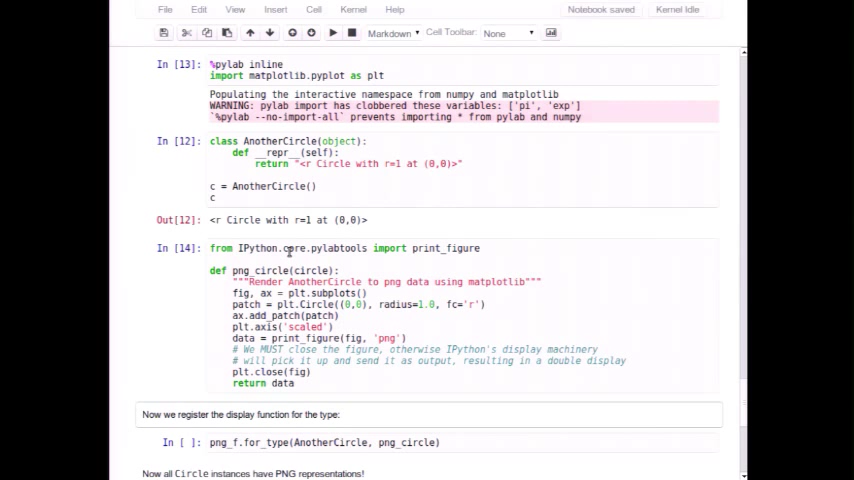 File Edit View Insert Cell Kernel Help Notebook saved Kernel Idle
Markdown Cell Toolbar: None
In [13]: %pylab inline
import matplotlib.pyplot as plt
Populating the interactive namespace from numpy and matplotlib
WARNING: pylab import has clobbered these variables: ['pi', 'exp']
`%pylab --no-import-all` prevents importing * from pylab and numpy
In [12]: class AnotherCircle(object):
def __repr__(self):
return "<r Circle with r=1 at (0,0)>"
c = AnotherCircle()
c
Out[12]: <r Circle with r=1 at (0,0)>
In [14]: from IPython.core.pylabtools import print_figure
def png_circle(circle):
"""Render AnotherCircle to png data using matplotlib"""
fig, ax = plt.subplots()
patch = plt.Circle((0,0), radius=1.0, fc='r')
ax.add_patch(patch)
plt.axis('scaled')
data = print_figure(fig, 'png')
# We MUST close the figure, otherwise IPython's display machinery
# will pick it up and send it as output, resulting in a double display
plt.close(fig)
return data
Now we register the display function for the type:
In [ ]: png_f.for_type(AnotherCircle, png_circle)
Now all Circle instances have PNG representations!